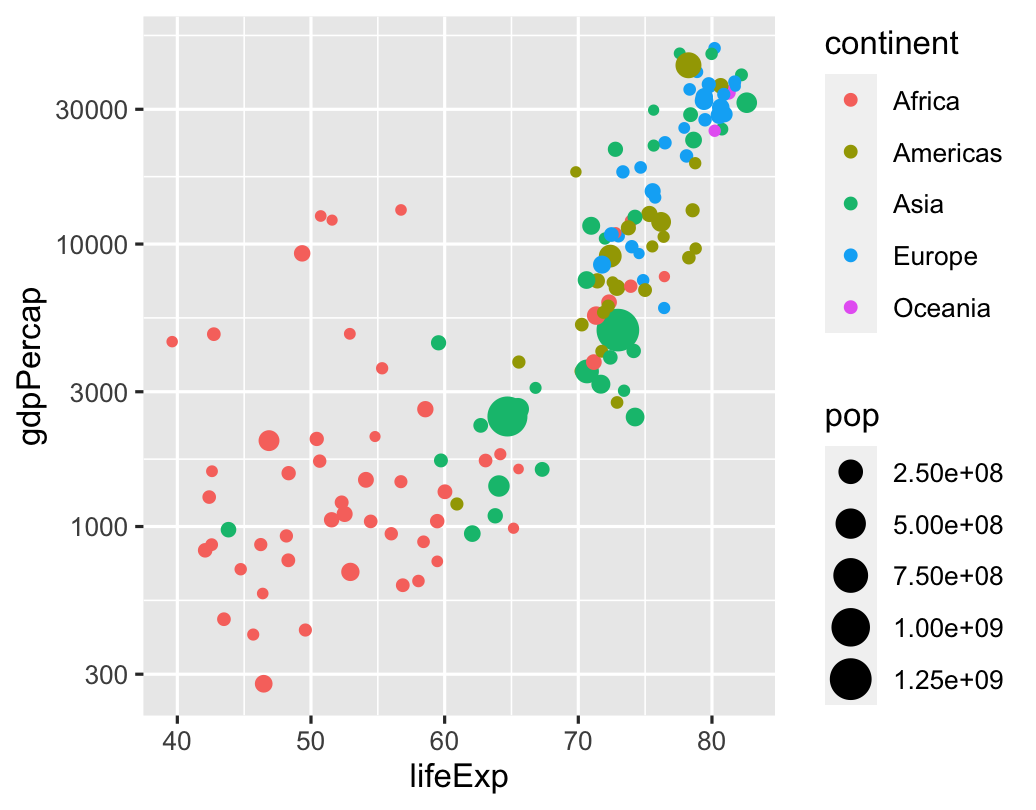 gdpPercap
30000
10000
3000
1000
300
40 50 60 70 80
lifeExp
continent
Africa
Americas
Asia
Europe
Oceania
pop
2.50e+08
5.00e+08
7.50e+08
1.00e+09
1.25e+09